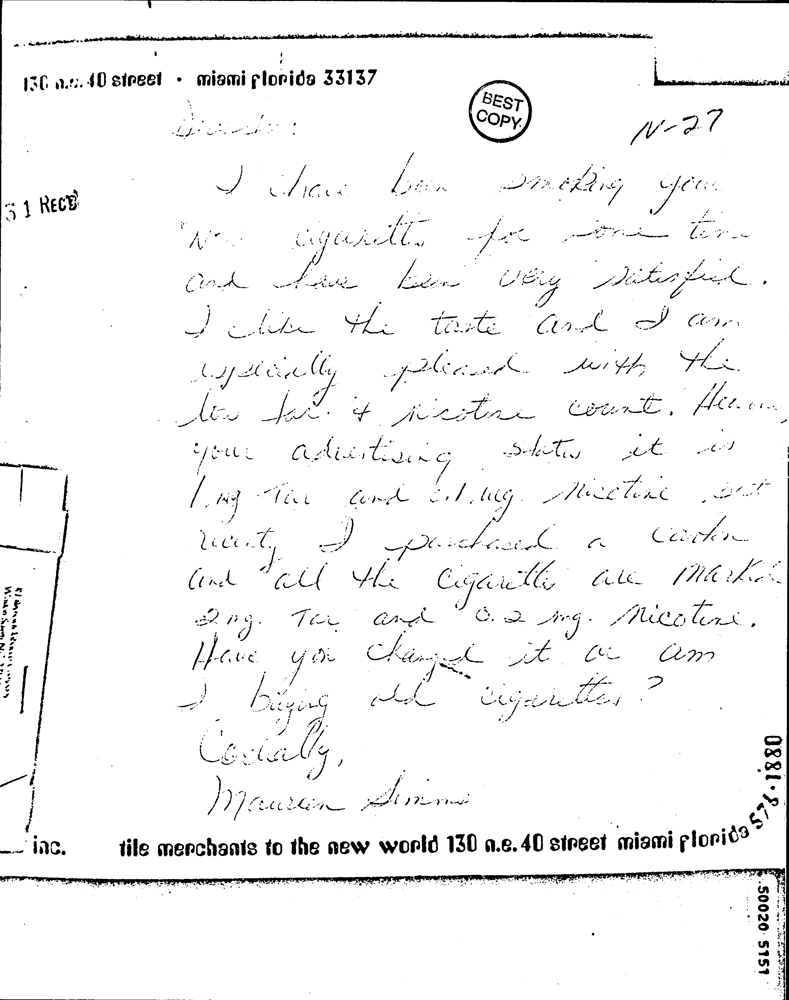 130 n.e. 40 street · miami florida 33137
BEST
COPY.
N-27
Dear Sir:
31 REC'D
I have been smoking your
cigarettes for some time
and have been very satisfied.
I like the taste and I am
especially pleased with the
low tar & nicotine count.
your advertising states it is
1. mg Tar and 0.1. mg. Nicotine but
recently I purchased a carton
and all the cigarettes are Marked
2 mg. Tar and 0.2 mg. Nicotine.
Have you changed it or am
I buying old cigarettes?
Cordially,
Maureen Simms
inc. tile merchants to the new world 130 n.e. 40 street miami florida
576-8·1880
50020 5151